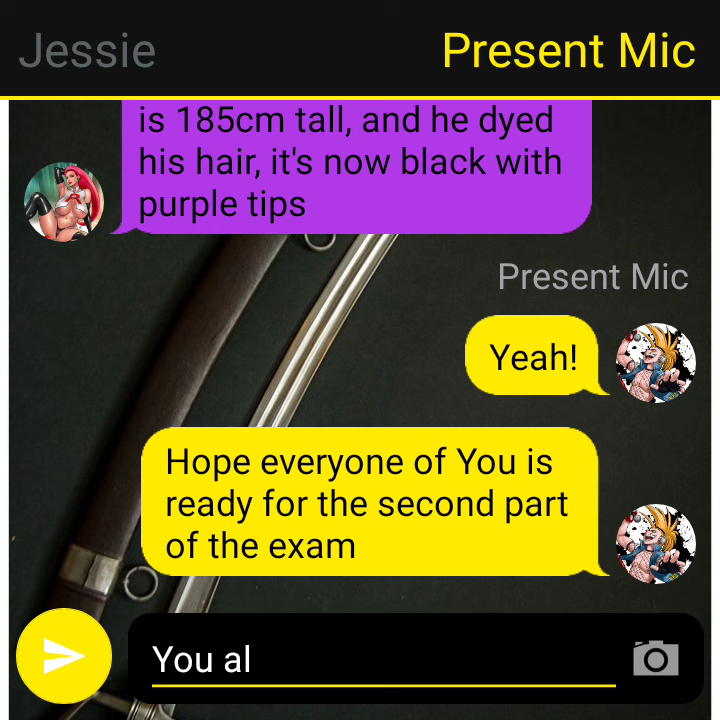 Jessie
Present Mic
is 185cm tall, and he dyed
his hair, it's now black with
purple tips
Present Mic
Yeah!
Hope everyone of You is
ready for the second part
of the exam
You al